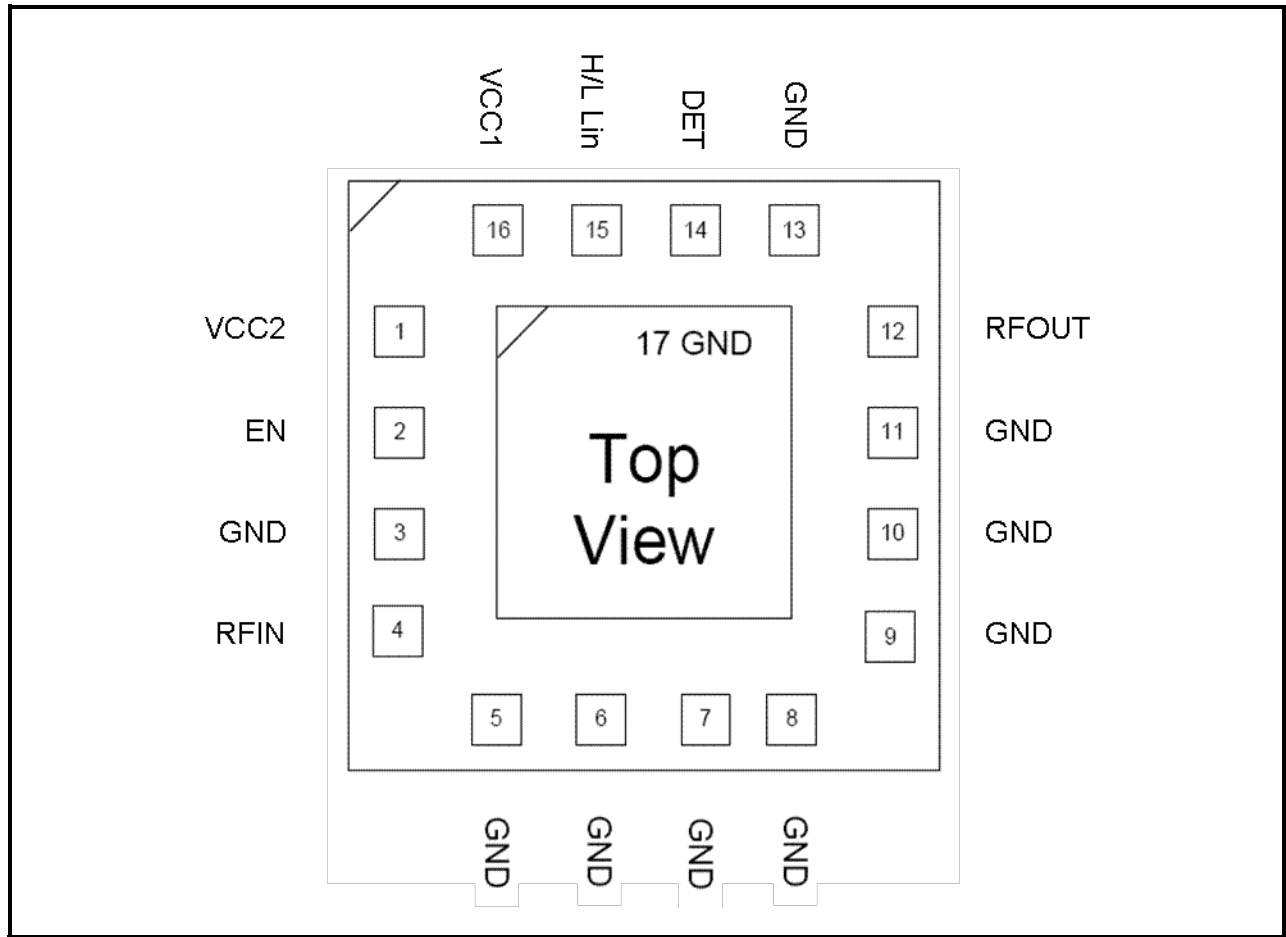 VCC1
H/L Lin
DET
GND
16
15
14
13
VCC2
1
17 GND
12
RFOUT
EN
2
Top
View
11
GND
GND
3
10
GND
RFIN
4
9
GND
5
6
7
8
GND
GND
GND
GND